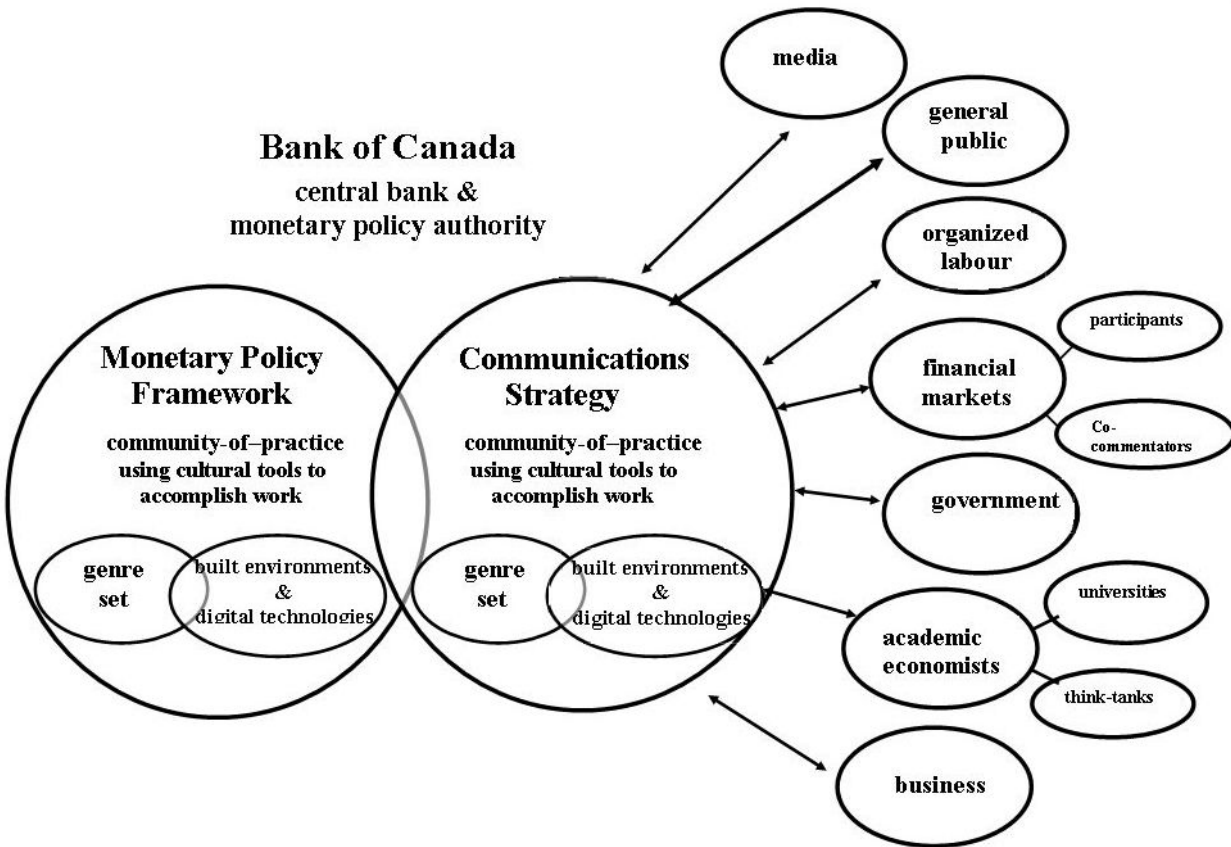 Bank of Canada
central bank &
monetary policy authority
Monetary Policy
Framework
community-of–practice
using cultural tools to
accomplish work
genre
set
built environments
&
digital technologies
Communications
Strategy
community-of–practice
using cultural tools to
accomplish work
genre
set
built environments
&
digital technologies
media
general
public
organized
labour
financial
markets
participants
Co-
commentators
government
academic
economists
universities
think-tanks
business